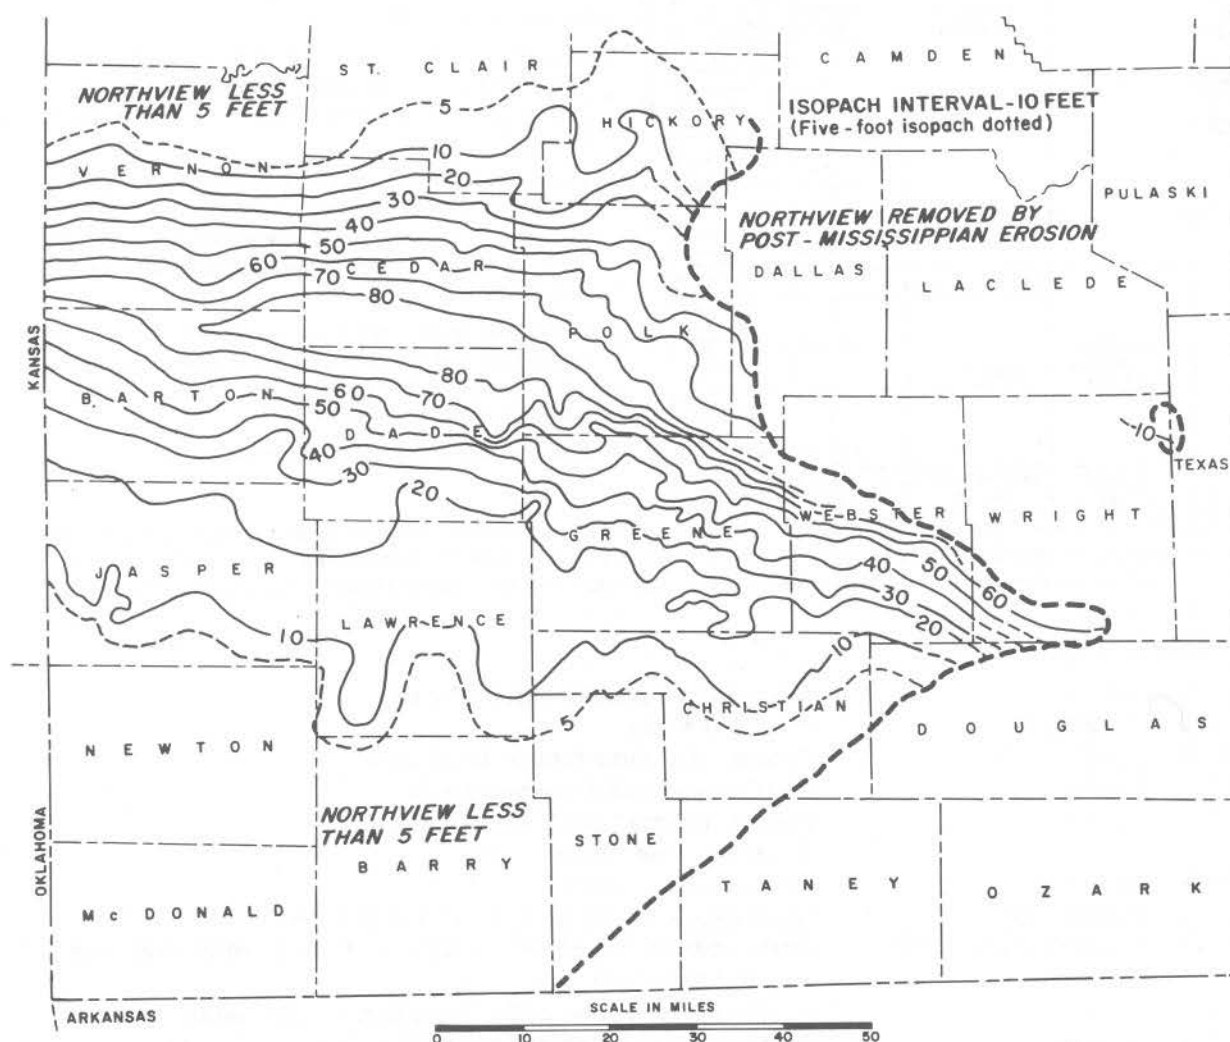 ST. CLAIR
CAMDEN
NORTHVIEW LESS
THAN 5 FEET
5
HICKORY
ISOPACH INTERVAL-10 FEET
(Five-foot isopach dotted)
VERNON
10
20
30
40
50
60
70
80
PULASKI
NORTHVIEW REMOVED BY
POST-MISSISSIPPIAN EROSION
CEDAR
DALLAS
LACLEDE
POLK
KANSAS
BARTON
80
70
60
50
40
30
20
DADE
10
TEXAS
WEBSTER
WRIGHT
GREENE
JASPER
40
50
60
30
20
10
LAWRENCE
10
5
CHRISTIAN
NEWTON
DOUGLAS
NORTHVIEW LESS
THAN 5 FEET
OKLAHOMA
BARRY
STONE
TANEY
OZARK
McDONALD
ARKANSAS
SCALE IN MILES
0 10 20 30 40 50